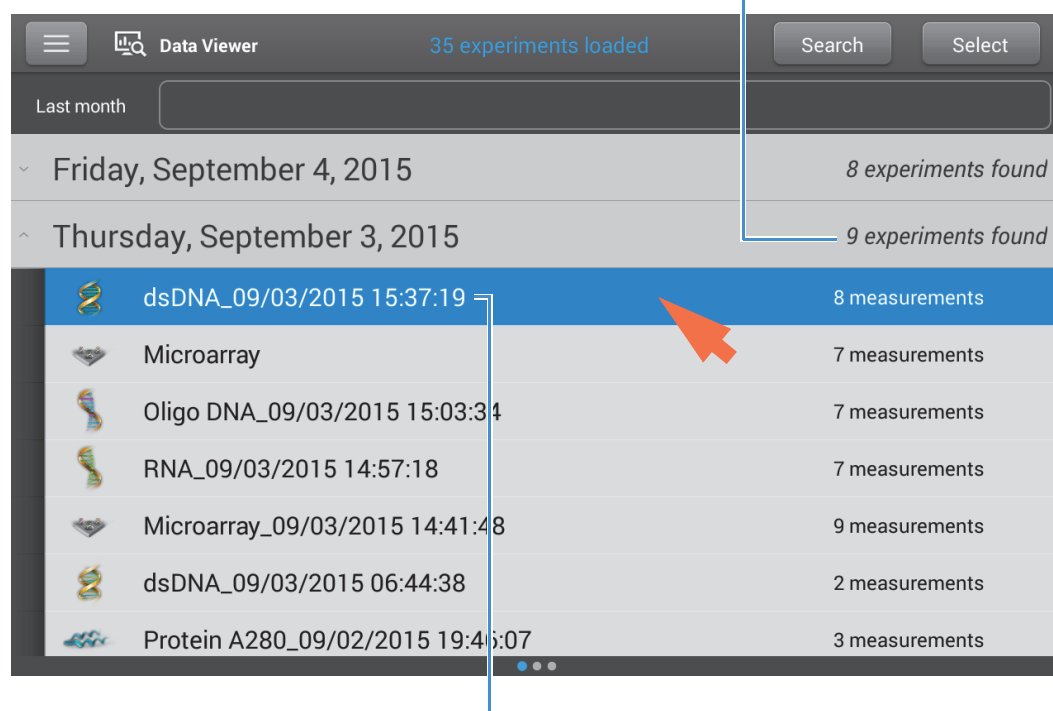 Data Viewer 35 experiments loaded Search Select
Last month
Friday, September 4, 2015 8 experiments found
Thursday, September 3, 2015 9 experiments found
dsDNA_09/03/2015 15:37:19 8 measurements
Microarray 7 measurements
Oligo DNA_09/03/2015 15:03:34 7 measurements
RNA_09/03/2015 14:57:18 7 measurements
Microarray_09/03/2015 14:41:48 9 measurements
dsDNA_09/03/2015 06:44:38 2 measurements
Protein A280_09/02/2015 19:46:07 3 measurements